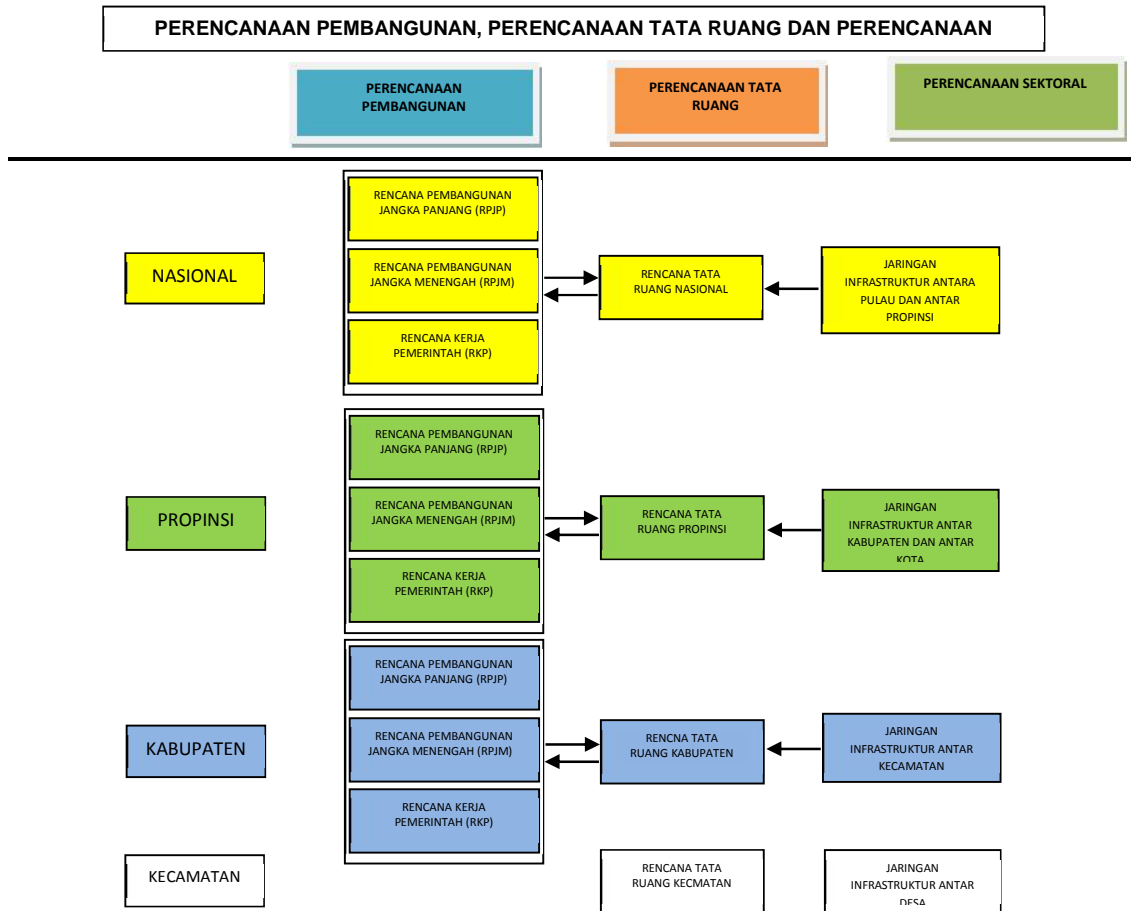 PERENCANAAN PEMBANGUNAN, PERENCANAAN TATA RUANG DAN PERENCANAAN
PERENCANAAN
PEMBANGUNAN
PERENCANAAN TATA
RUANG
PERENCANAAN SEKTORAL
NASIONAL
RENCANA PEMBANGUNAN
JANGKA PANJANG (RPJP)
RENCANA PEMBANGUNAN
JANGKA MENENGAH (RPJM)
RENCANA KERJA
PEMERINTAH (RKP)
RENCANA TATA
RUANG NASIONAL
JARINGAN
INFRASTRUKTUR ANTARA
PULAU DAN ANTAR
PROPINSI
PROPINSI
RENCANA PEMBANGUNAN
JANGKA PANJANG (RPJP)
RENCANA PEMBANGUNAN
JANGKA MENENGAH (RPJM)
RENCANA KERJA
PEMERINTAH (RKP)
RENCANA TATA
RUANG PROPINSI
JARINGAN
INFRASTRUKTUR ANTAR
KABUPATEN DAN ANTAR
KOTA
KABUPATEN
RENCANA PEMBANGUNAN
JANGKA PANJANG (RPJP)
RENCANA PEMBANGUNAN
JANGKA MENENGAH (RPJM)
RENCANA KERJA
PEMERINTAH (RKP)
RENCNA TATA
RUANG KABUPATEN
JARINGAN
INFRASTRUKTUR ANTAR
KECAMATAN
KECAMATAN
RENCANA TATA
RUANG KECMATAN
JARINGAN
INFRASTRUKTUR ANTAR
DESA